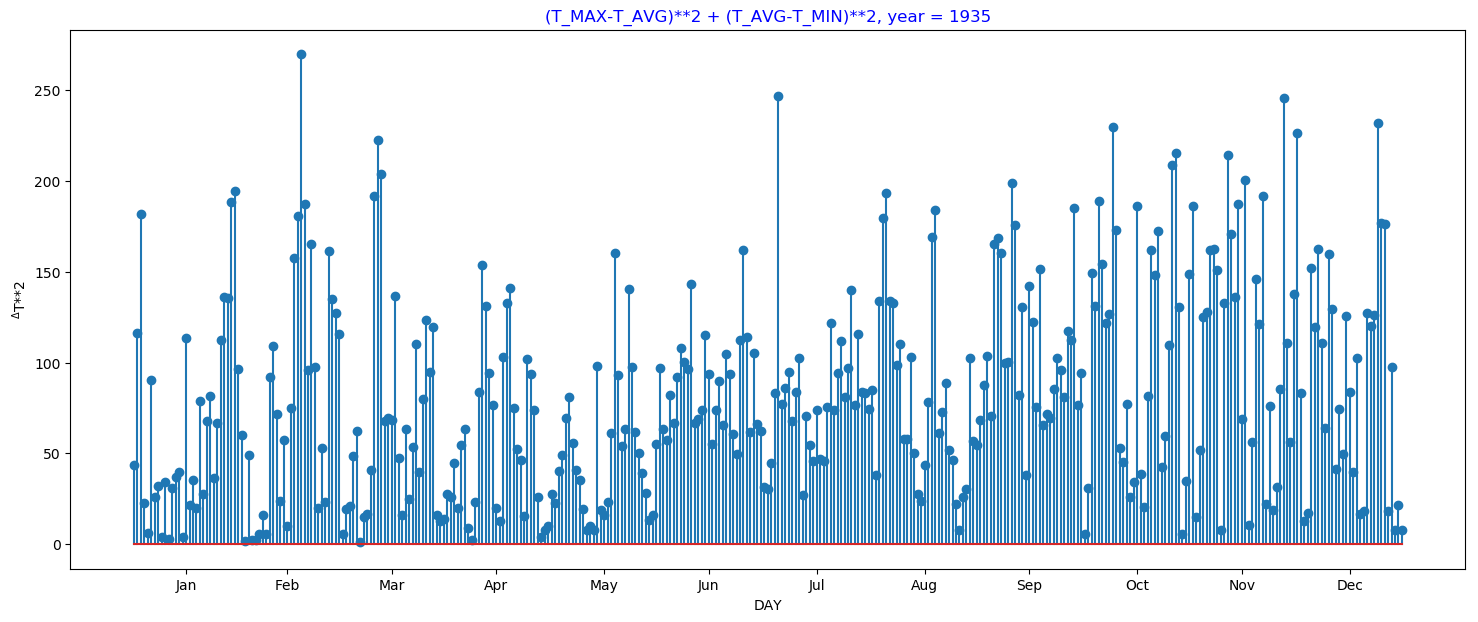 (T_MAX-T_AVG)**2 + (T_AVG-T_MIN)**2, year = 1935
ΔT**2
250
200
150
100
50
0
Jan Feb Mar Apr May Jun Jul Aug Sep Oct Nov Dec
DAY